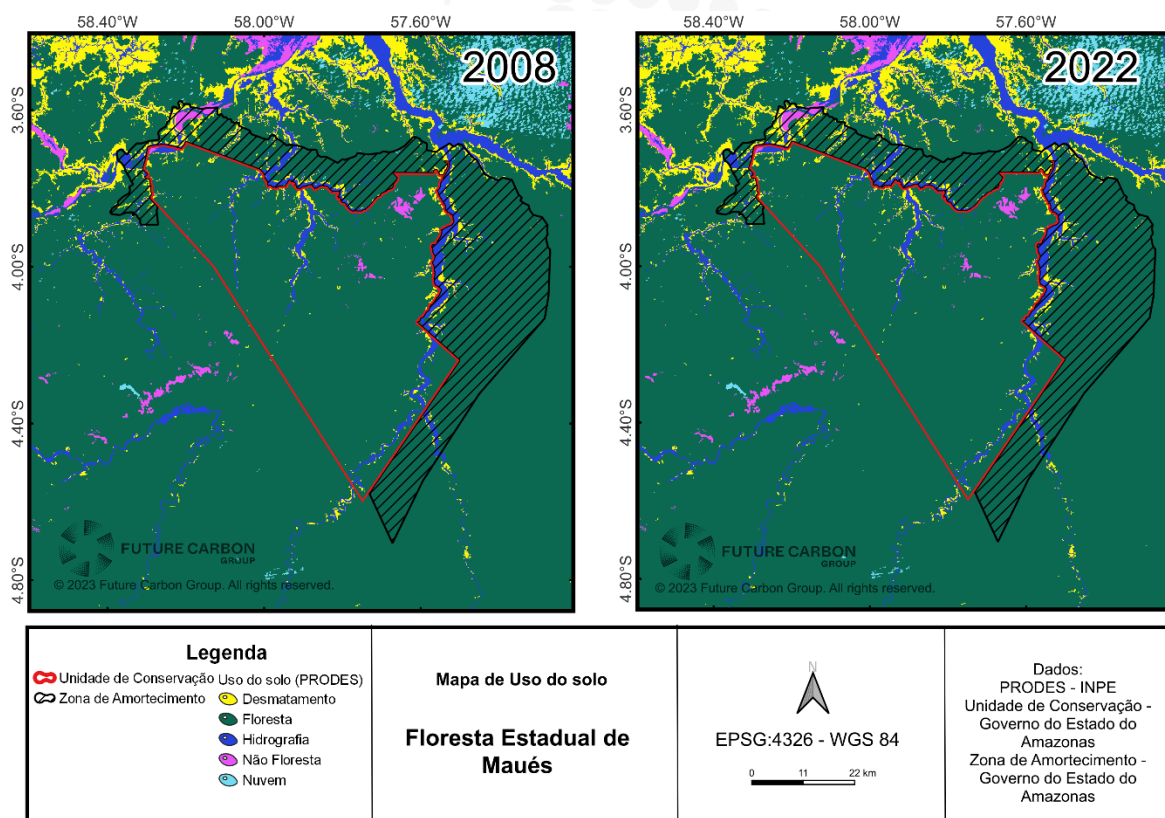 58.40°W 58.00°W 57.60°W
58.40°W 58.00°W 57.60°W
2008
2022
3.60°S
4.00°S
4.40°S
4.80°S
3.60°S
4.00°S
4.40°S
4.80°S
FUTURE CARBON
GROUP
© 2023 Future Carbon Group. All rights reserved.
FUTURE CARBON
GROUP
© 2023 Future Carbon Group. All rights reserved.
Legenda
Unidade de Conservação
Zona de Amortecimento
Uso do solo (PRODES)
Desmatamento
Floresta
Hidrografia
Não Floresta
Nuvem
Mapa de Uso do solo
Floresta Estadual de
Maués
N
EPSG:4326 - WGS 84
0 11 22 km
Dados:
PRODES - INPE
Unidade de Conservação -
Governo do Estado do
Amazonas
Zona de Amortecimento -
Governo do Estado do
Amazonas